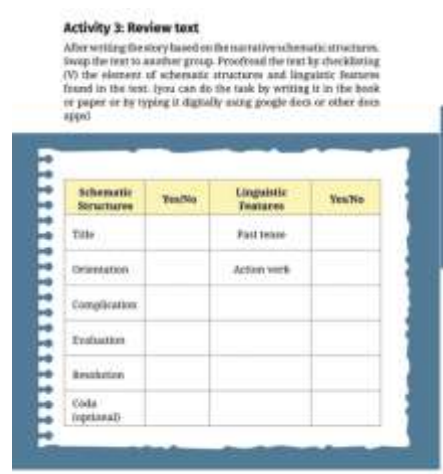 Activity 3: Review text
After writing the story based on the narrative schematic structures,
Swap the text to another group. Proofread the text by checklisting
(V) the element of schematic structures and linguistic features
found in the text. (you can do the task by writing it in the book
or paper or by typing it digitally using google docs or other docs
apps)
Schematic Structures Yes/No Linguistic Features Yes/No
Title Past tense
Orientation Action verb
Complication
Evaluation
Resolution
Coda
(optional)